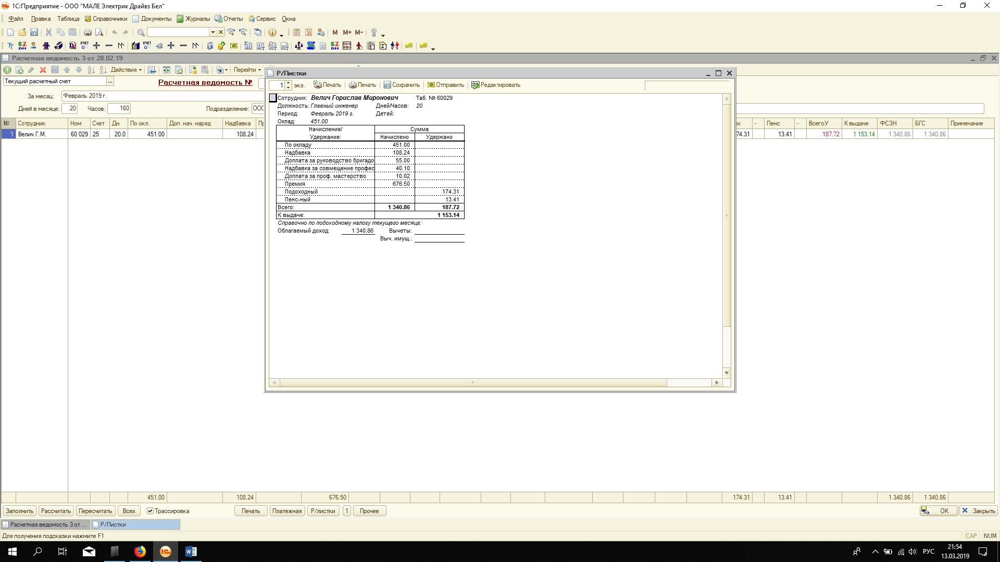 1С:Предприятие - ООО "МАЛЕ Электрик Драйвз Бел"
Файл Правка Таблица Справочники Документы Журналы Отчеты Сервис Окна
M M+ M-
Расчетная ведомость 3 от 28.02.19
Действия Перейти
Текущий расчетный счет ...
Расчетная ведомость №
За месяц: Февраль 2019 г.
Дней в месяце: 20 Часов: 160 Подразделение:
№ Сотрудник Ном Счет Дн По окл. Доп. нач. наряд Надбавка
1 Велич Г.М. 60 029 25 20.0 451.00 108.24
- Пенс - ВсегоУ К выдаче ФСЗН БГС Примечание
74.31 13.41 187.72 1 153.14 1 340.86 1 340.86
Р/Листки
1 экз. Печать Печать Сохранить Отправить Редактировать
Сотрудник: Велич Горислав Миронович Таб. № 60029
Должность: Главный инженер Дней/Часов: 20
Период: Февраль 2019 г. Детей:
Оклад: 451.00
Начисление/ Сумма
Удержание: Начислено Удержано
По окладу 451.00
Надбавка 108.24
Доплата за руководство бригадо 55.00
Надбавка за совмещение профес 40.10
Доплата за проф. мастерство 10.02
Премия 676.50
Подоходный 174.31
Пенс-ный 13.41
Всего: 1 340.86 187.72
К выдаче: 1 153.14
Справочно по подоходному налогу текущего месяца:
Облагаемый доход: 1 340.86 Вычеты:
Выч. имущ.:
451.00 108.24 676.50 174.31 13.41 1 340.86 1 340.86
Заполнить Рассчитать Пересчитать Всех Трассировка Печать Платежная Р/листки 1 Прочее OK Закрыть
Расчетная ведомость 3 от ... Р/Листки
Для получения подсказки нажмите F1 CAP NUM
РУС 21:54
13.03.2019